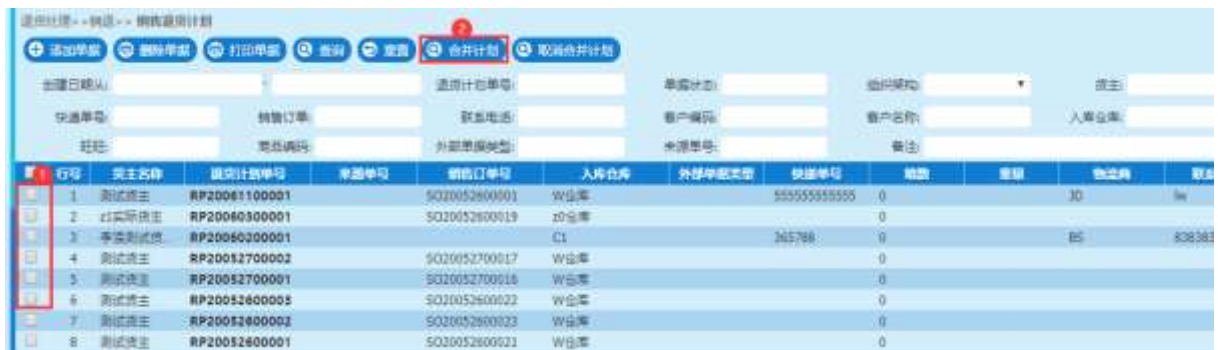 退货处理>>销退>> 销售退货计划
2
添加单据 删除单据 打印单据 查询 重置 合并计划 取消合并计划
创建日期从: - 退货计划单号: 单据状态: 组织架构: 货主:
快递单号: 销售订单: 联系电话: 客户编码: 客户名称: 入库仓库:
旺旺: 商品编码: 外部单据类型: 来源单号: 备注:
1 行号 货主名称 退货计划单号 来源单号 销售订单号 入库仓库 外部单据类型 快递单号 箱数 重量 物流商
1 测试货主 RP20061100001 SO20052600001 W仓库 555555555555 0 JD lw
2 z1实际货主 RP20060300001 SO20052600019 z0仓库 0
3 RP20060200001 C1 365788 0 BS 838383
4 测试货主 RP20052700002 SO20052700017 W仓库 0
5 测试货主 RP20052700001 SO20052700016 W仓库 0
6 测试货主 RP20052600003 SO20052600022 W仓库 0
7 测试货主 RP20052600002 SO20052600023 W仓库 0
8 测试货主 RP20052600001 SO20052600021 W仓库 0